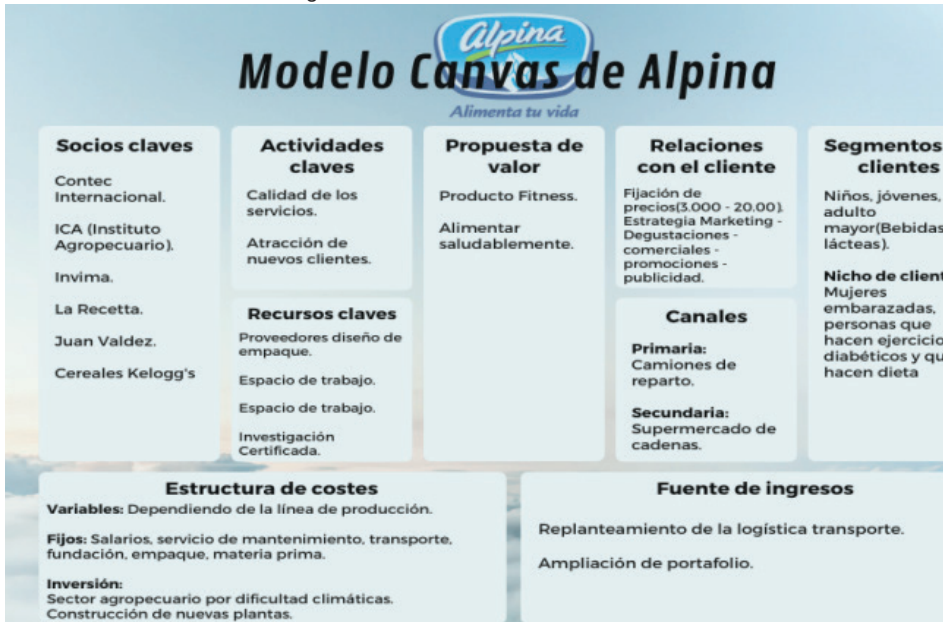 alpina
Modelo Canvas de Alpina
Alimenta tu vida
Socios claves
Contec
Internacional.
ICA (Instituto
Agropecuario).
Invima.
La Recetta.
Juan Valdez.
Cereales Kelogg's
Actividades
claves
Calidad de los
servicios.
Atracción de
nuevos clientes.
Recursos claves
Proveedores diseño de
empaque.
Espacio de trabajo.
Espacio de trabajo.
Investigación
Certificada.
Propuesta de
valor
Producto Fitness.
Alimentar
saludablemente.
Relaciones
con el cliente
Fijación de
precios(3.000 - 20.00).
Estrategia Marketing -
Degustaciones -
comerciales -
promociones -
publicidad.
Canales
Primaria:
Camiones de
reparto.
Secundaria:
Supermercado de
cadenas.
Segmentos
clientes
Niños, jóvenes,
adulto
mayor(Bebidas
lácteas).
Nicho de client
Mujeres
embarazadas,
personas que
hacen ejercicio
diabéticos y qu
hacen dieta
Estructura de costes
Variables: Dependiendo de la línea de producción.
Fijos: Salarios, servicio de mantenimiento, transporte,
fundación, empaque, materia prima.
Inversión:
Sector agropecuario por dificultad climáticas.
Construcción de nuevas plantas.
Fuente de ingresos
Replanteamiento de la logística transporte.
Ampliación de portafolio.